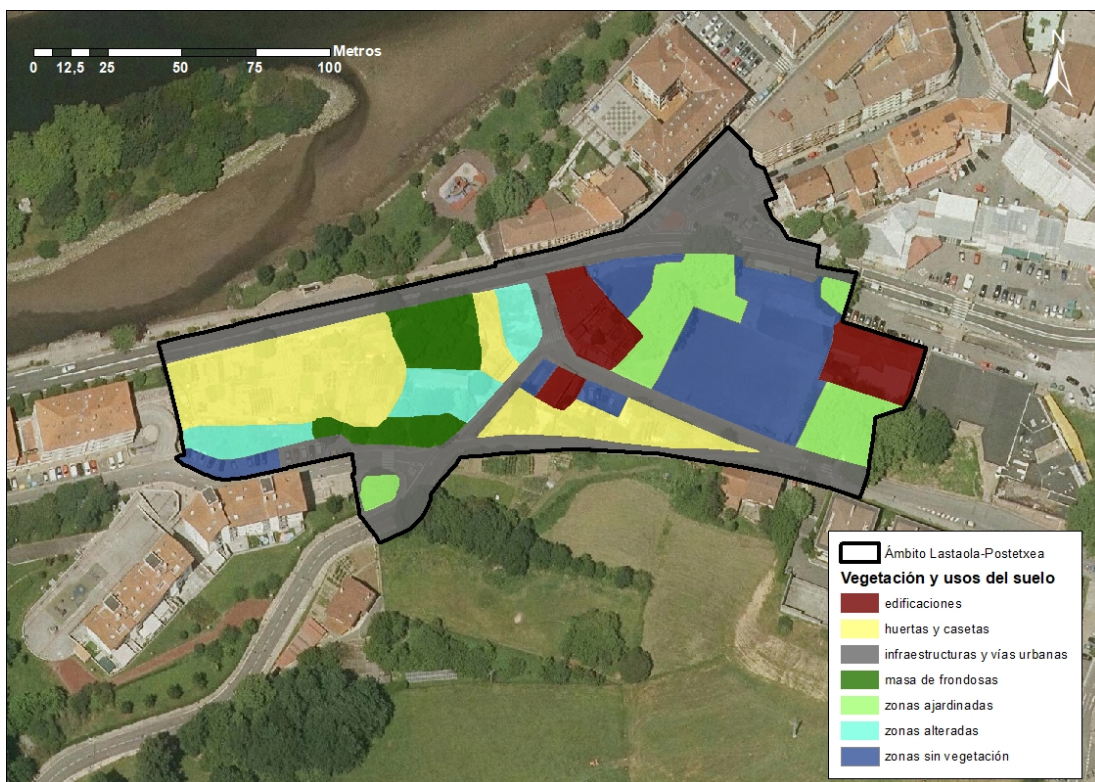 Metros
0 12,5 25 50 75 100
N
Ámbito Lastaola-Postetxea
Vegetación y usos del suelo
edificaciones
huertas y casetas
infraestructuras y vías urbanas
masa de frondosas
zonas ajardinadas
zonas alteradas
zonas sin vegetación